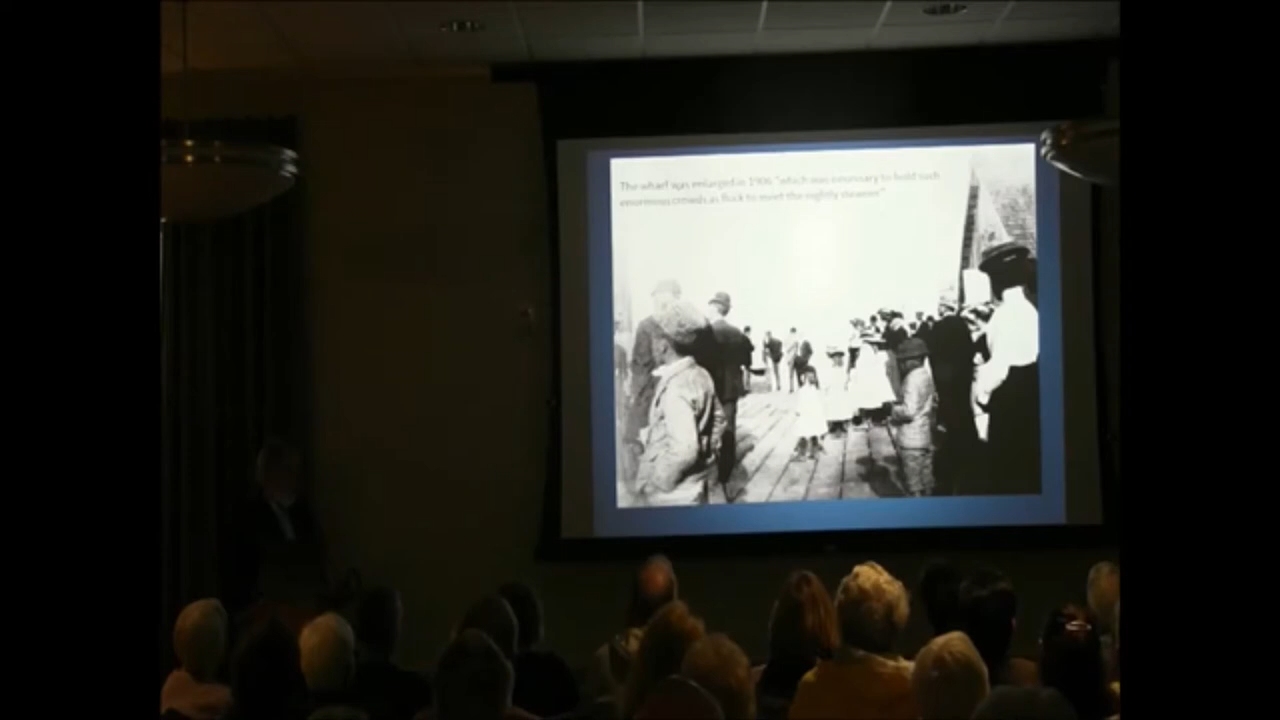 The wharf was enlarged in 1906 "which was necessary to hold such
enormous crowds as flock to meet the nightly steamer"